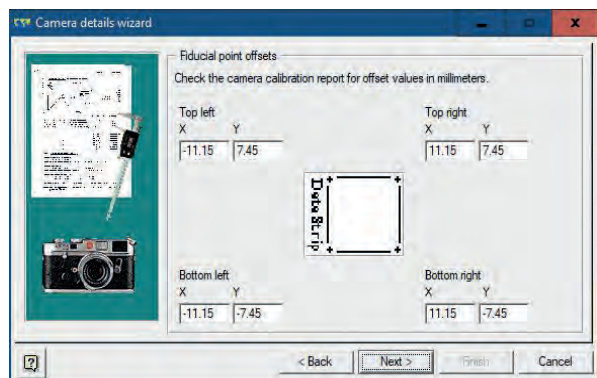 Camera details wizard
Fiducial point offsets
Check the camera calibration report for offset values in millimeters.
Top left
X Y
-11.15 7.45
Top right
X Y
11.15 7.45
Data Strip
Bottom left
X Y
-11.15 -7.45
Bottom right
X Y
11.15 -7.45
< Back Next > Finish Cancel